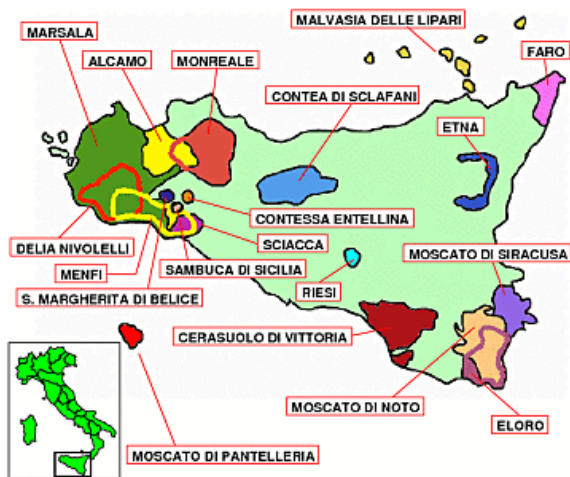 MALVASIA DELLE LIPARI
MARSALA
FARO
ALCAMO
MONREALE
CONTEA DI SCLAFANI
ETNA
CONTESSA ENTELLINA
DELIA NIVOLELLI
SCIACCA
MOSCATO DI SIRACUSA
MENFI
SAMBUCA DI SICILIA
S. MARGHERITA DI BELICE
RIESI
CERASUOLO DI VITTORIA
MOSCATO DI NOTO
ELORO
MOSCATO DI PANTELLERIA